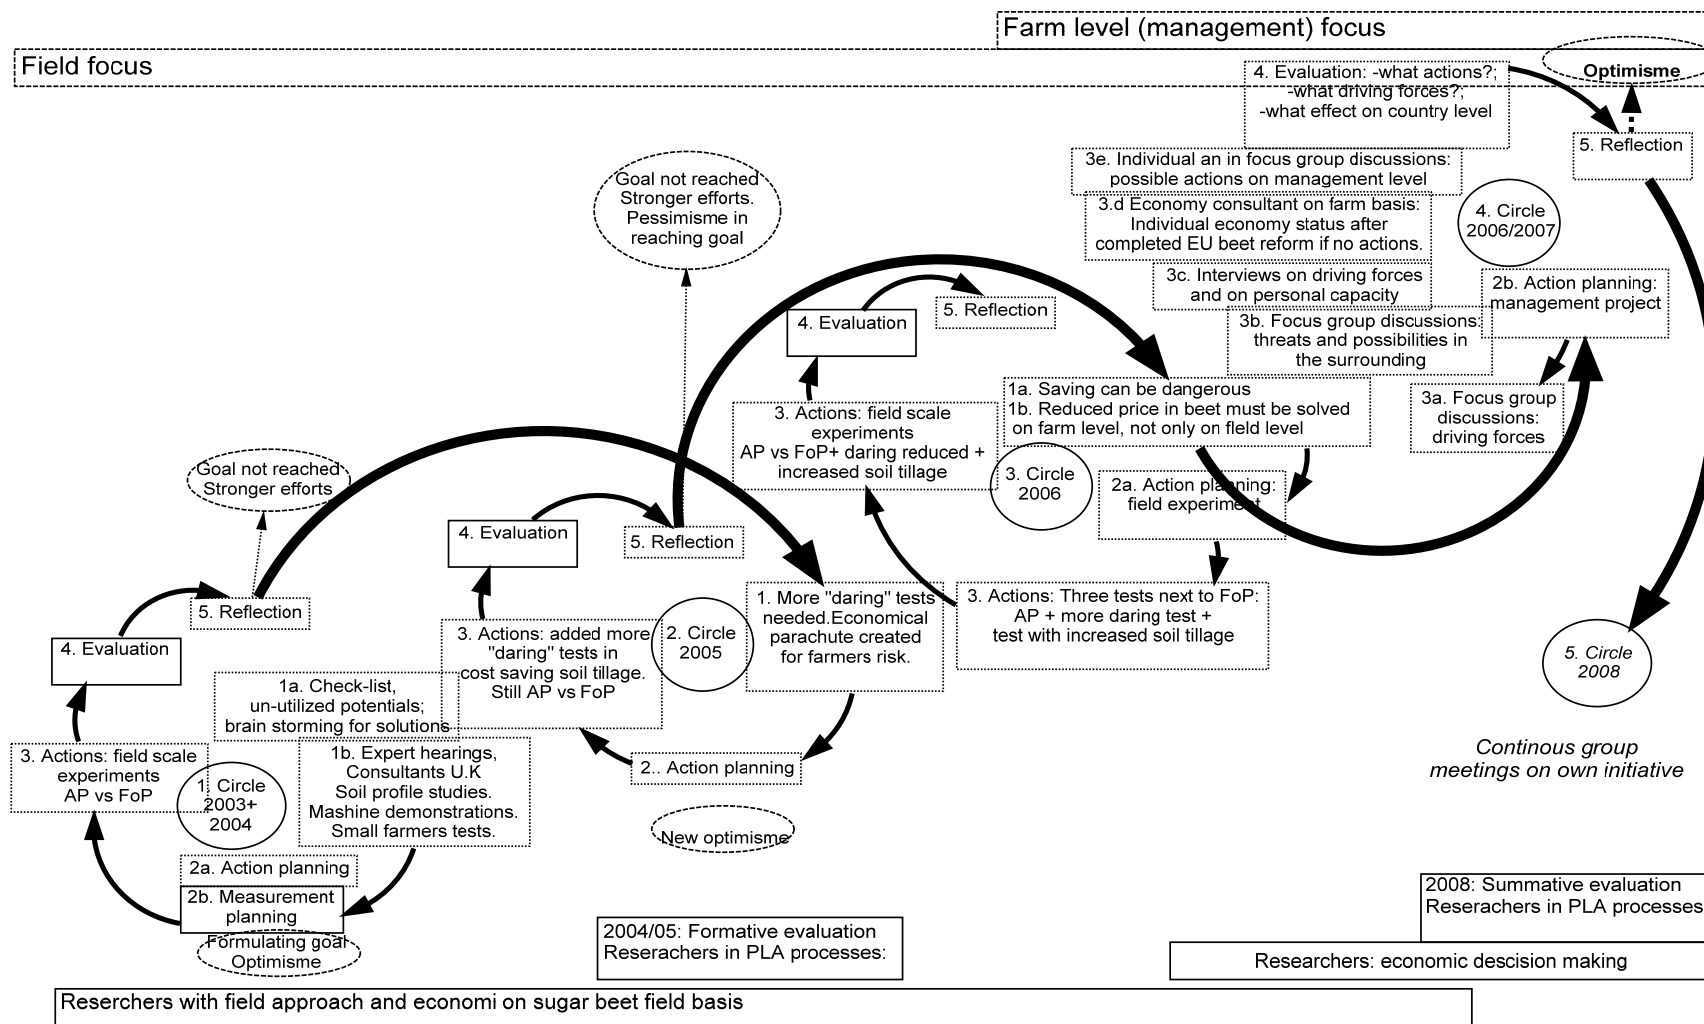 Farm level (management) focus
Field focus
Optimisme
4. Evaluation: -what actions?;
-what driving forces?;
-what effect on country level
5. Reflection
3e. Individual an in focus group discussions:
possible actions on management level
Goal not reached
Stronger efforts.
Pessimisme in
reaching goal
3.d Economy consultant on farm basis:
Individual economy status after
completed EU beet reform if no actions.
4. Circle
2006/2007
3c. Interviews on driving forces
and on personal capacity
2b. Action planning:
management project
4. Evaluation
5. Reflection
3b. Focus group discussions:
threats and possibilities in
the surrounding
1a. Saving can be dangerous
1b. Reduced price in beet must be solved
on farm level, not only on field level
3a. Focus group
discussions:
driving forces
3. Actions: field scale
experiments
AP vs FoP+ daring reduced +
increased soil tillage
3. Circle
2006
2a. Action planning:
field experiment
Goal not reached
Stronger efforts
4. Evaluation
5. Reflection
5. Reflection
3. Actions: Three tests next to FoP:
AP + more daring test +
test with increased soil tillage
1. More "daring" tests
needed.Economical
parachute created
for farmers risk.
2. Circle
2005
3. Actions: added more
"daring" tests in
cost saving soil tillage.
Still AP vs FoP
4. Evaluation
5. Circle
2008
1a. Check-list,
un-utilized potentials;
brain storming for solutions
1b. Expert hearings,
Consultants U.K
Soil profile studies.
Mashine demonstrations.
Small farmers tests.
3. Actions: field scale
experiments
AP vs FoP
1. Circle
2003+
2004
2.. Action planning
Continous group
meetings on own initiative
New optimisme
2a. Action planning
2b. Measurement
planning
Formulating goal
Optimisme
2004/05: Formative evaluation
Reserachers in PLA processes:
2008: Summative evaluation
Reserachers in PLA processes
Researchers: economic descision making
Reserchers with field approach and economi on sugar beet field basis